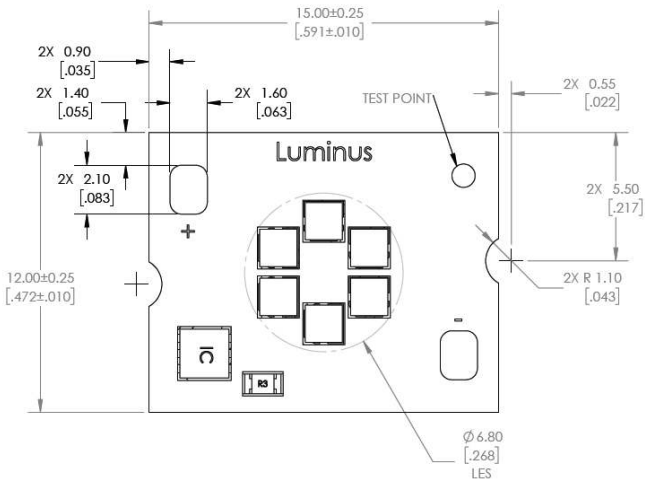 15.00±0.25
[.591±.010]
2X 0.90
[.035]
2X 1.40
[.055]
2X 1.60
[.063]
TEST POINT
2X 0.55
[.022]
Luminus
2X 2.10
[.083]
2X 5.50
[.217]
+
12.00±0.25
[.472±.010]
2X R 1.10
[.043]
-
IC
R3
Ø6.80
[.268]
LES